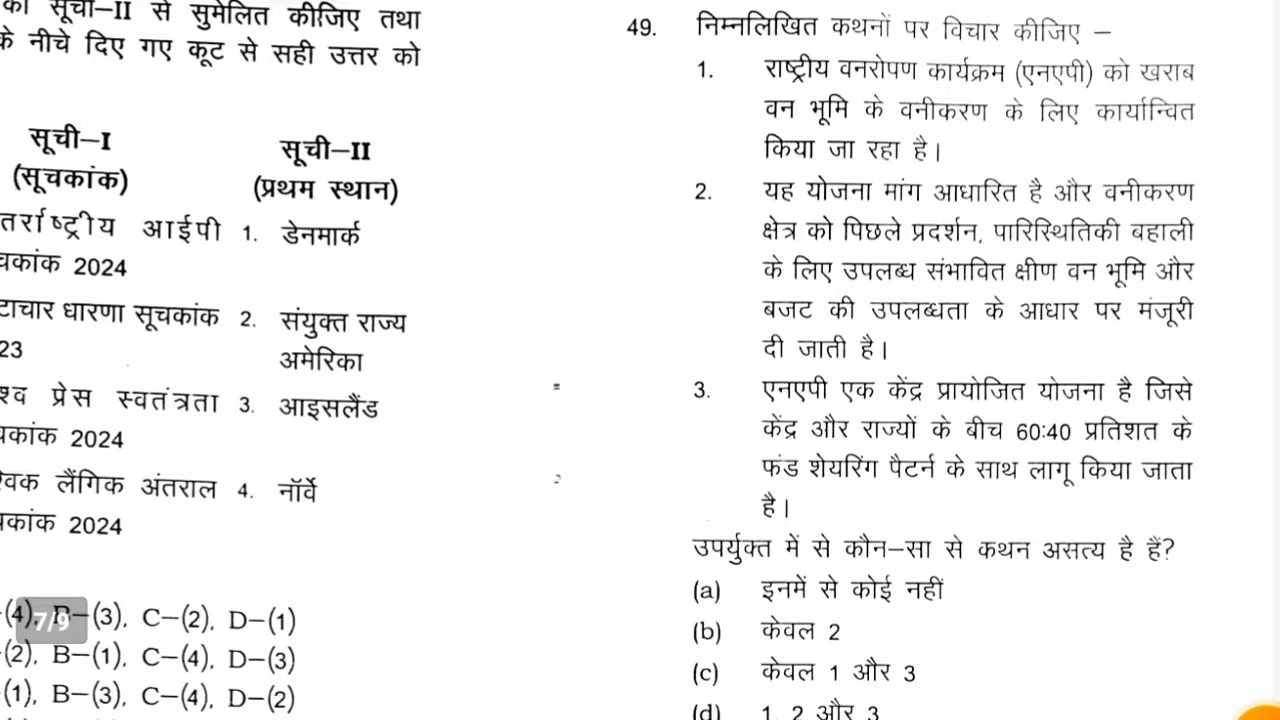 को सूची–II से सुमेलित कीजिए तथा
के नीचे दिए गए कूट से सही उत्तर को
सूची–I
(सूचकांक)
सूची–II
(प्रथम स्थान)
आईपी 1. डेनमार्क
2024
धारणा सूचकांक 2. संयुक्त राज्य
अमेरिका
23
प्रेस स्वतंत्रता 3. आइसलैंड
2024
लैंगिक अंतराल 4. नॉर्वे
2024
(4), B–(3), C–(2), D–(1)
(2), B–(1), C–(4), D–(3)
(1), B–(3), C–(4), D–(2)
7/9
49. निम्नलिखित कथनों पर विचार कीजिए –
1. राष्ट्रीय वनरोपण कार्यक्रम (एनएपी) को खराब
वन भूमि के वनीकरण के लिए कार्यान्वित
किया जा रहा है।
2. यह योजना मांग आधारित है और वनीकरण
क्षेत्र को पिछले प्रदर्शन, पारिस्थितिकी बहाली
के लिए उपलब्ध संभावित क्षीण वन भूमि और
बजट की उपलब्धता के आधार पर मंजूरी
दी जाती है।
3. एनएपी एक केंद्र प्रायोजित योजना है जिसे
केंद्र और राज्यों के बीच 60:40 प्रतिशत के
फंड शेयरिंग पैटर्न के साथ लागू किया जाता
है।
उपर्युक्त में से कौन–सा से कथन असत्य है हैं?
(a) इनमें से कोई नहीं
(b) केवल 2
(c) केवल 1 और 3
(d) 1, 2 और 3